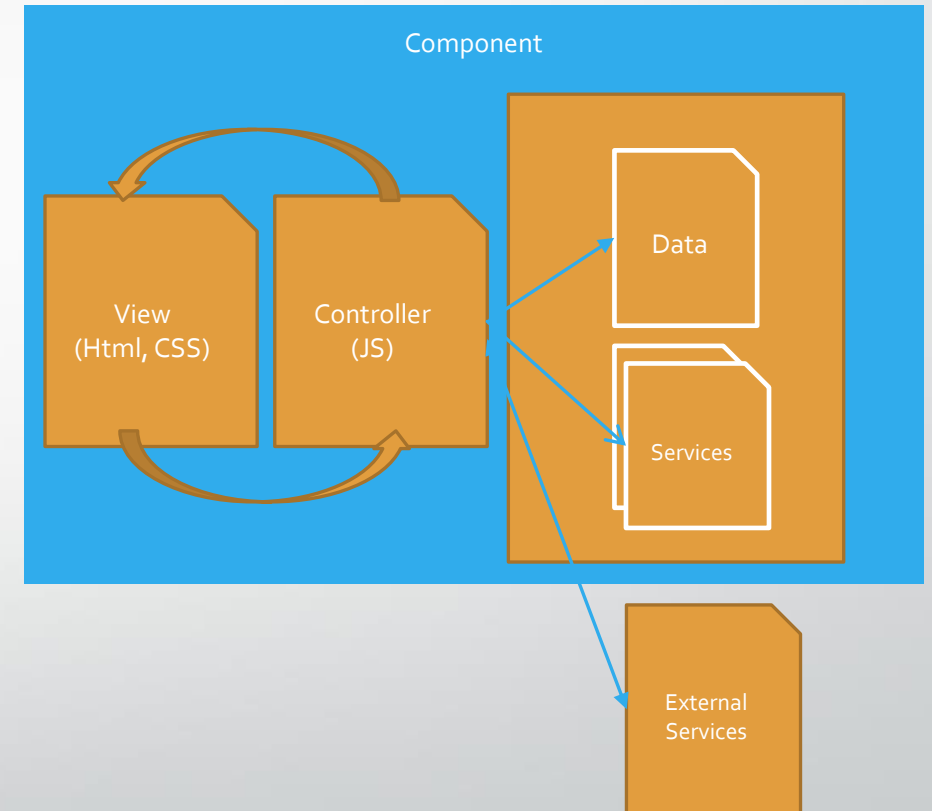 Component
View
(Html, CSS)
Controller
(JS)
Data
Services
External
Services